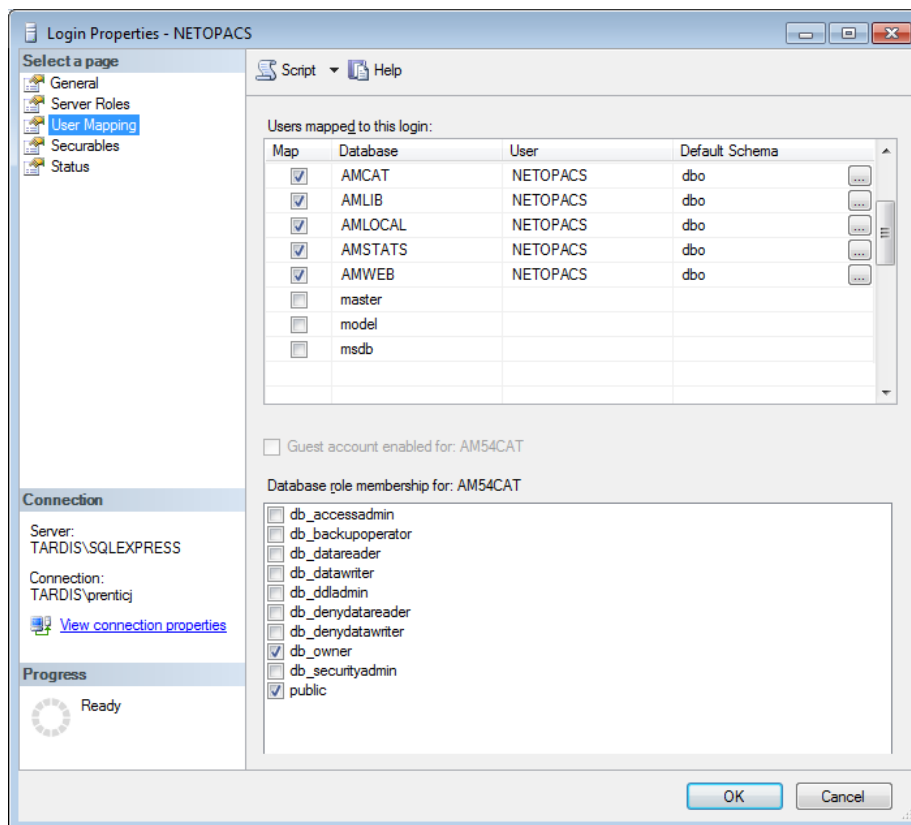 Login Properties - NETOPACS
Select a page
General
Server Roles
User Mapping
Securables
Status
Script
Help
Users mapped to this login:
Map Database User Default Schema
AMCAT NETOPACS dbo ...
AMLIB NETOPACS dbo ...
AMLOCAL NETOPACS dbo ...
AMSTATS NETOPACS dbo ...
AMWEB NETOPACS dbo ...
master
model
msdb
Guest account enabled for: AM54CAT
Database role membership for: AM54CAT
db_accessadmin
db_backupoperator
db_datareader
db_datawriter
db_ddladmin
db_denydatareader
db_denydatawriter
db_owner
db_securityadmin
public
Connection
Server:
TARDIS\SQLEXPRESS
Connection:
TARDIS\prenticj
View connection properties
Progress
Ready
OK Cancel